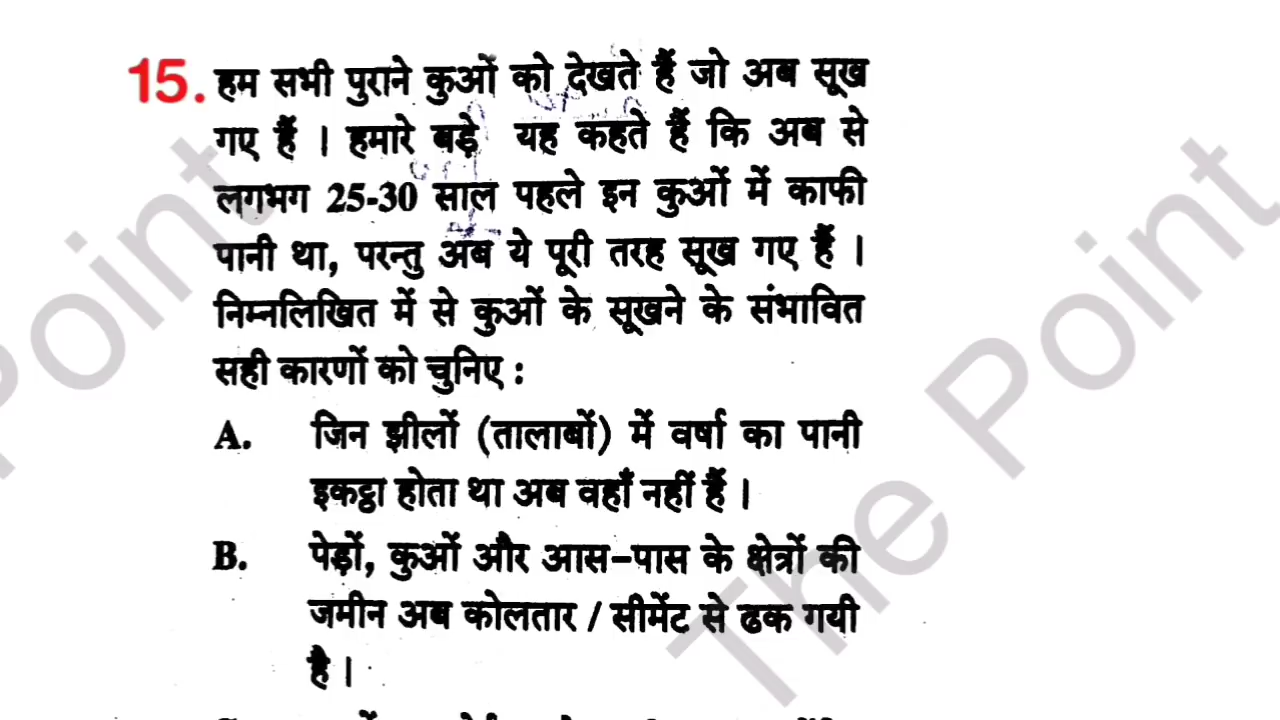 15. हम सभी पुराने कुओं को देखते हैं जो अब सूख
गए हैं । हमारे बड़े यह कहते हैं कि अब से
लगभग 25-30 साल पहले इन कुओं में काफी
पानी था, परन्तु अब ये पूरी तरह सूख गए हैं ।
निम्नलिखित में से कुओं के सूखने के संभावित
सही कारणों को चुनिए :
A. जिन झीलों (तालाबों) में वर्षा का पानी
इकट्ठा होता था अब वहाँ नहीं हैं ।
B. पेड़ों, कुओं और आस-पास के क्षेत्रों की
जमीन अब कोलतार / सीमेंट से ढक गयी
है ।
Point
The Point